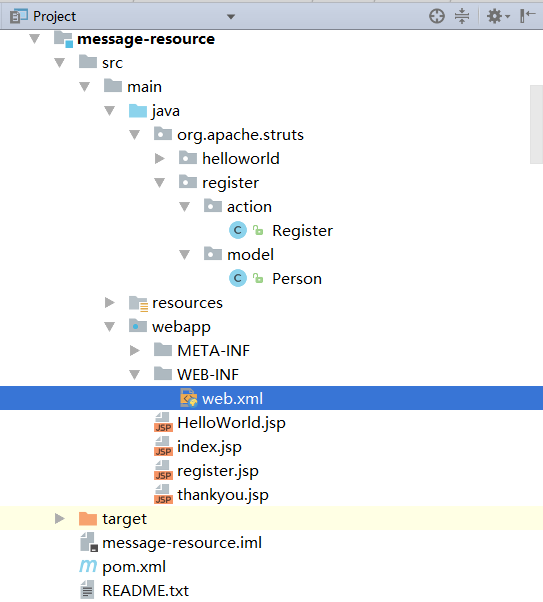 Project
message-resource
src
main
java
org.apache.struts
helloworld
register
action
C Register
model
C Person
resources
webapp
META-INF
WEB-INF
web.xml
JSP HelloWorld.jsp
JSP index.jsp
JSP register.jsp
JSP thankyou.jsp
target
message-resource.iml
m pom.xml
README.txt